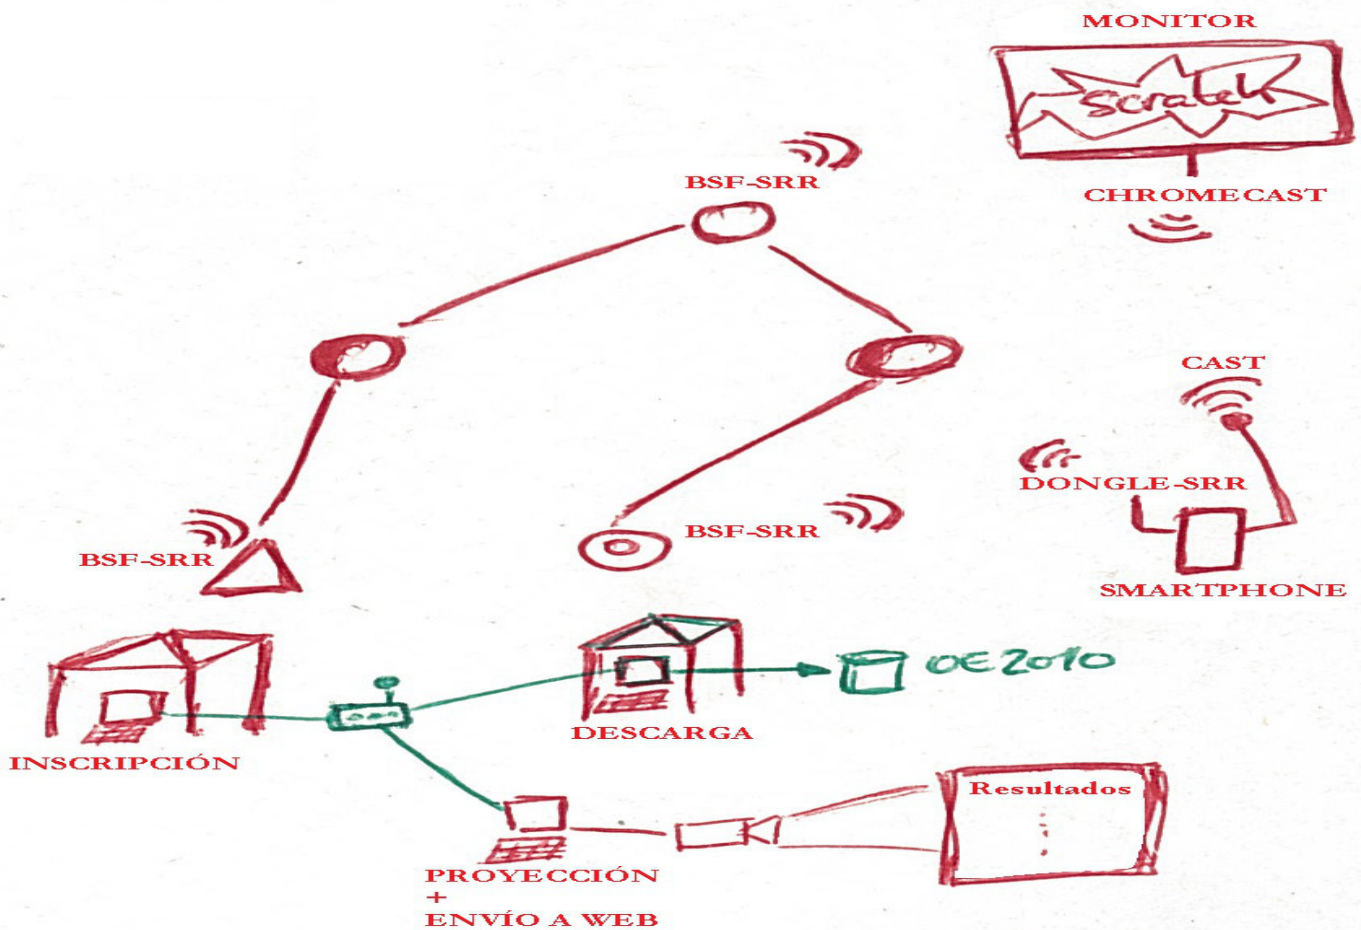 MONITOR
Scratch
BSF-SRR
CHROMECAST
CAST
DONGLE-SRR
BSF-SRR
BSF-SRR
SMARTPHONE
OE2010
DESCARGA
INSCRIPCIÓN
Resultados
PROYECCIÓN
+
ENVÍO A WEB